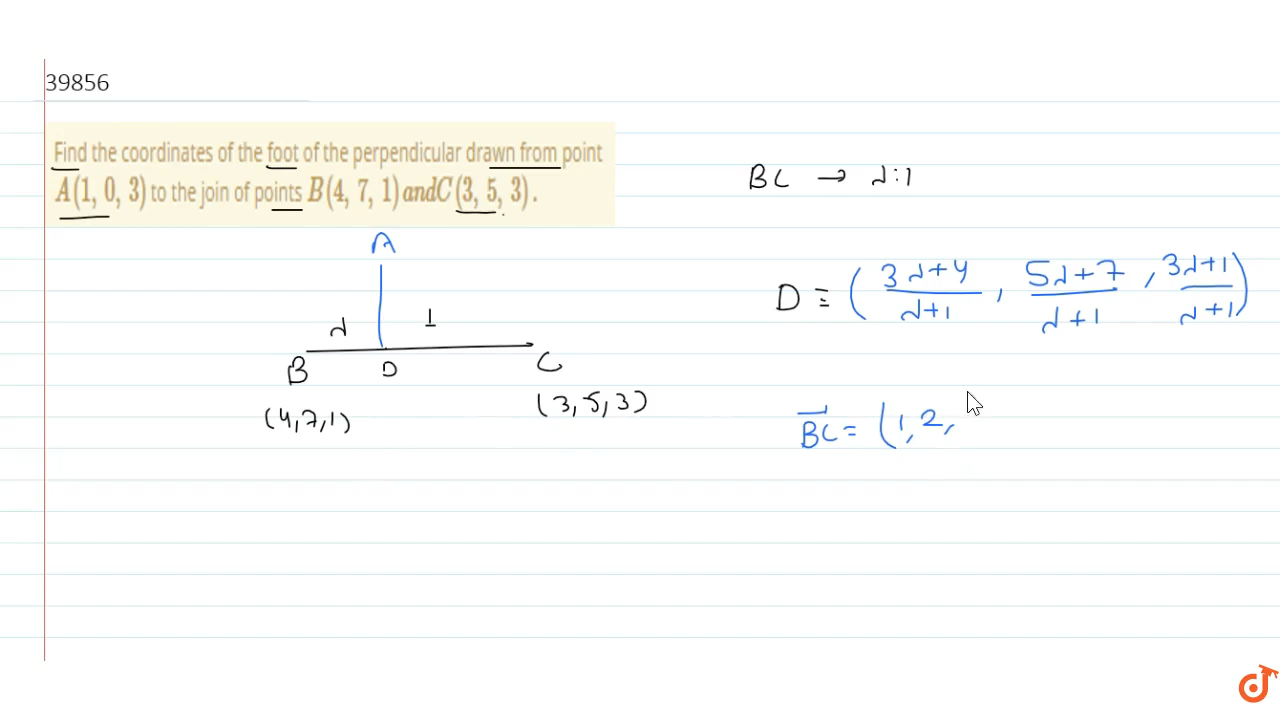 39856
Find the coordinates of the foot of the perpendicular drawn from point
A(1, 0, 3) to the join of points B(4, 7, 1) and C(3, 5, 3).
BC → λ:1
A
D ≡ ( (3λ+4)/(λ+1), (5λ+7)/(λ+1), (3λ+1)/(λ+1) )
λ 1
B D C
(4,7,1) (3,5,3)
BC = (1, 2,